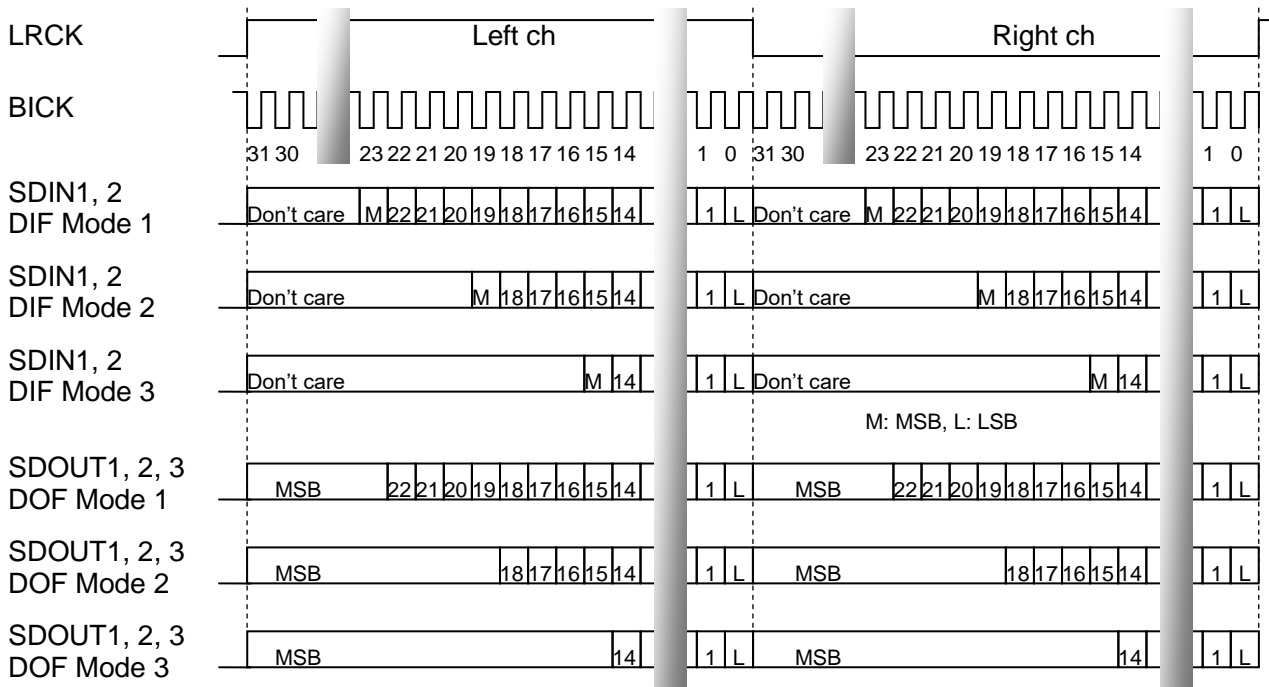 LRCK Left ch Right ch
BICK
31 30 23 22 21 20 19 18 17 16 15 14 1 0 31 30 23 22 21 20 19 18 17 16 15 14 1 0
SDIN1, 2
DIF Mode 1
Don't care M 22 21 20 19 18 17 16 15 14 1 L Don't care M 22 21 20 19 18 17 16 15 14 1 L
SDIN1, 2
DIF Mode 2
Don't care M 18 17 16 15 14 1 L Don't care M 18 17 16 15 14 1 L
SDIN1, 2
DIF Mode 3
Don't care M 14 1 L Don't care M 14 1 L
M: MSB, L: LSB
SDOUT1, 2, 3
DOF Mode 1
MSB 22 21 20 19 18 17 16 15 14 1 L MSB 22 21 20 19 18 17 16 15 14 1 L
SDOUT1, 2, 3
DOF Mode 2
MSB 18 17 16 15 14 1 L MSB 18 17 16 15 14 1 L
SDOUT1, 2, 3
DOF Mode 3
MSB 14 1 L MSB 14 1 L